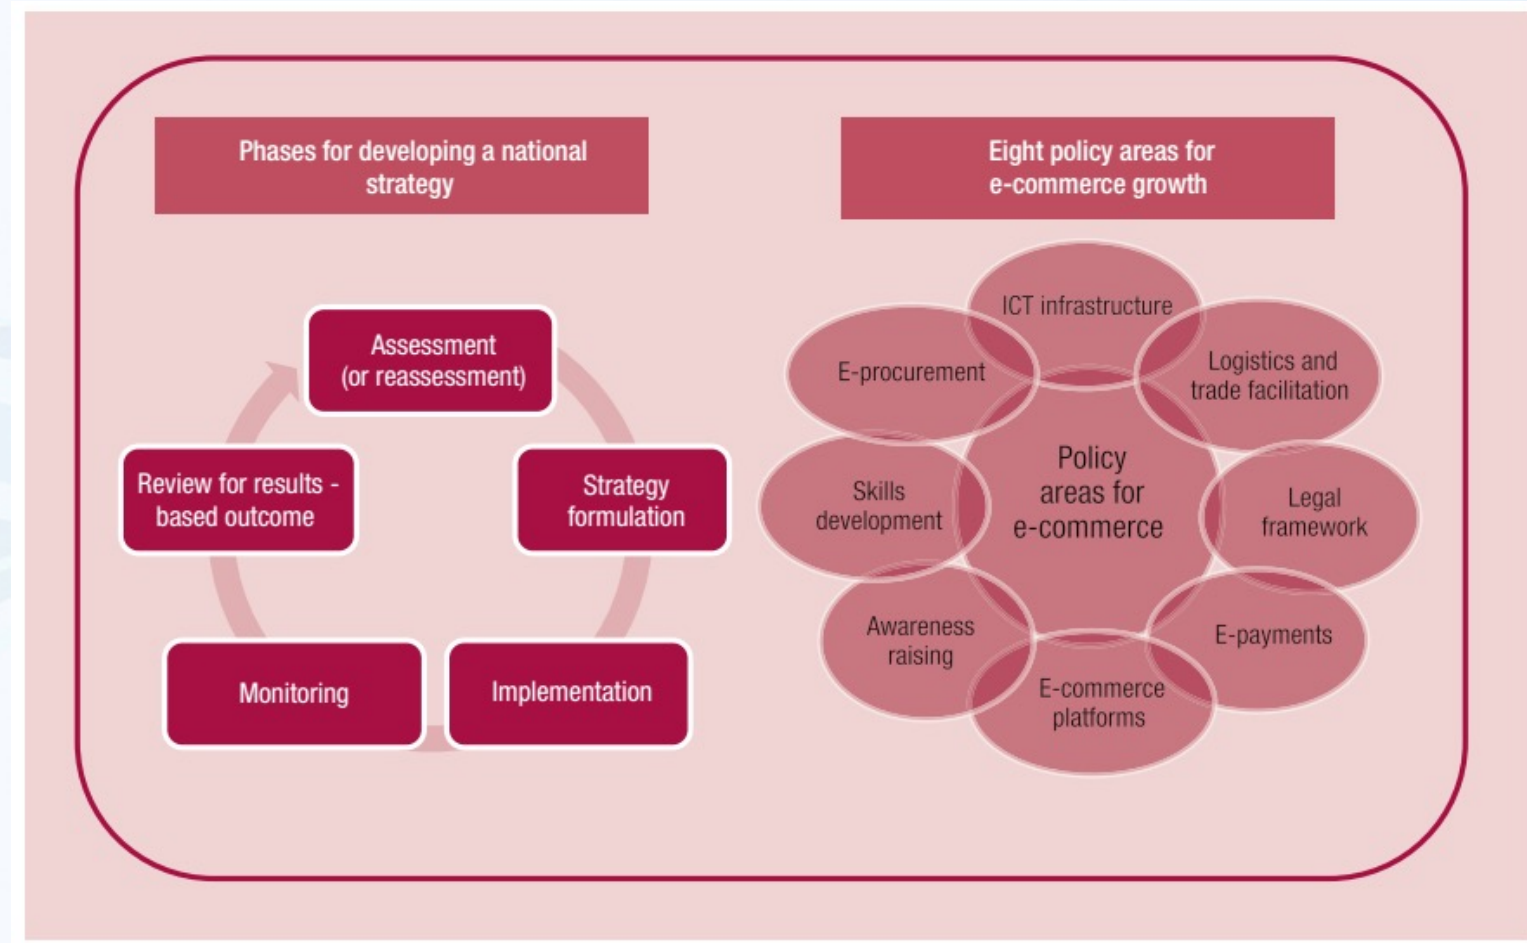 Phases for developing a national
strategy
Assessment
(or reassessment)
Strategy
formulation
Implementation
Monitoring
Review for results -
based outcome
Eight policy areas for
e-commerce growth
ICT infrastructure
Logistics and
trade facilitation
Legal
framework
E-payments
E-commerce
platforms
Awareness
raising
Skills
development
E-procurement
Policy
areas for
e-commerce